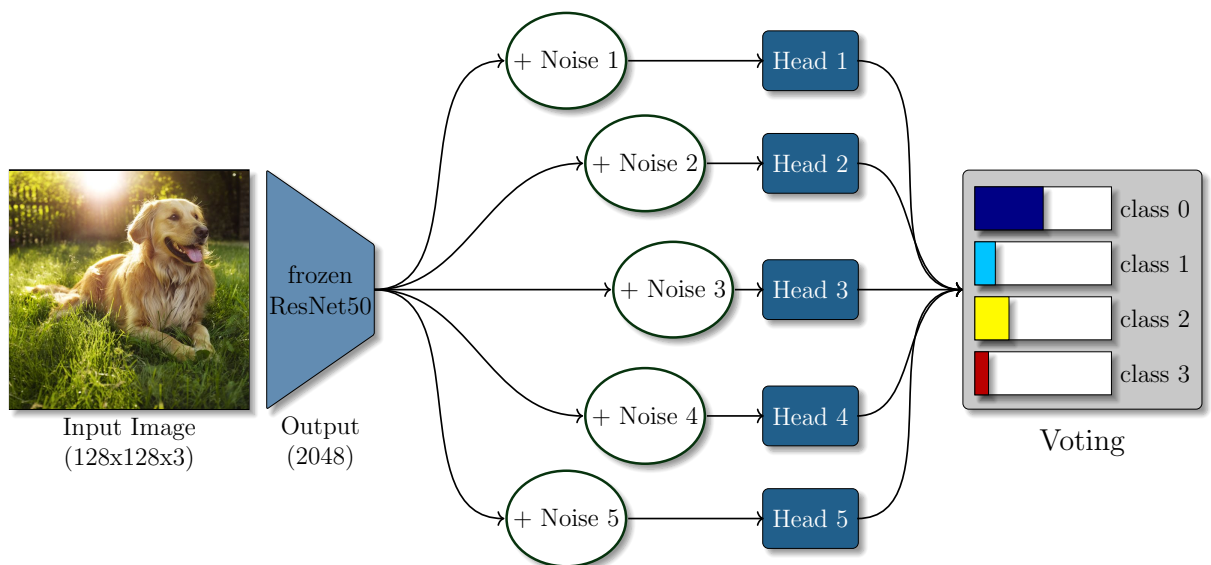 + Noise 1
Head 1
+ Noise 2
Head 2
frozen
ResNet50
+ Noise 3
Head 3
+ Noise 4
Head 4
+ Noise 5
Head 5
Input Image
(128x128x3)
Output
(2048)
class 0
class 1
class 2
class 3
Voting